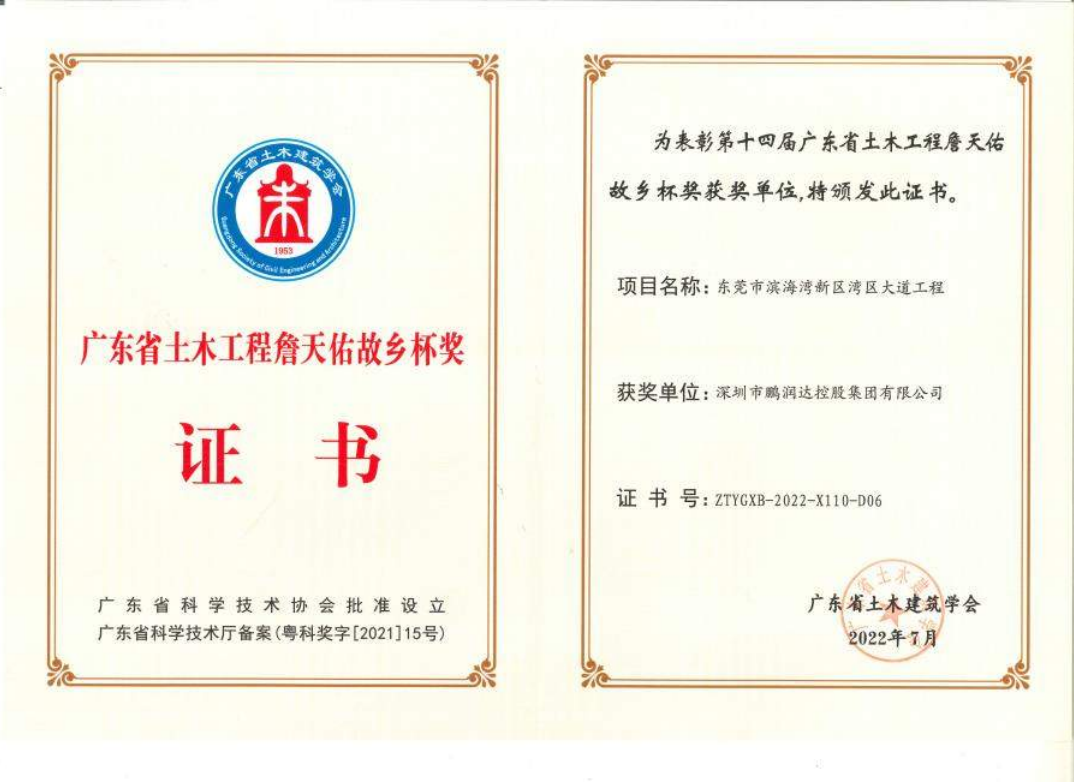 广东省土木建筑学会
1953
Guangdong Society of Civil Engineering and Architecture
广东省土木工程詹天佑故乡杯奖
证 书
广东省科学技术协会批准设立
广东省科学技术厅备案(粤科奖字[2021]15号)
为表彰第十四届广东省土木工程詹天佑
故乡杯奖获奖单位,特颁发此证书。
项目名称:东莞市滨海湾新区湾区大道工程
获奖单位:深圳市鹏润达控股集团有限公司
证 书 号:ZTYGXB-2022-X110-D06
广东省土木建筑学会
2022年7月